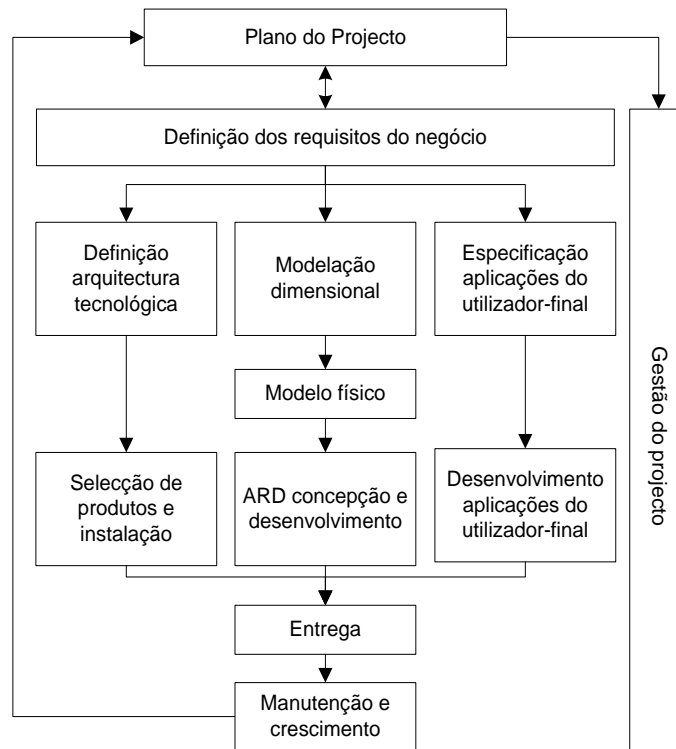 Plano do Projecto
Definição dos requisitos do negócio
Definição
arquitectura
tecnológica
Modelação
dimensional
Especificação
aplicações do
utilizador-final
Modelo físico
Selecção de
produtos e
instalação
ARD concepção e
desenvolvimento
Desenvolvimento
aplicações do
utilizador-final
Entrega
Manutenção e
crescimento
Gestão do projecto